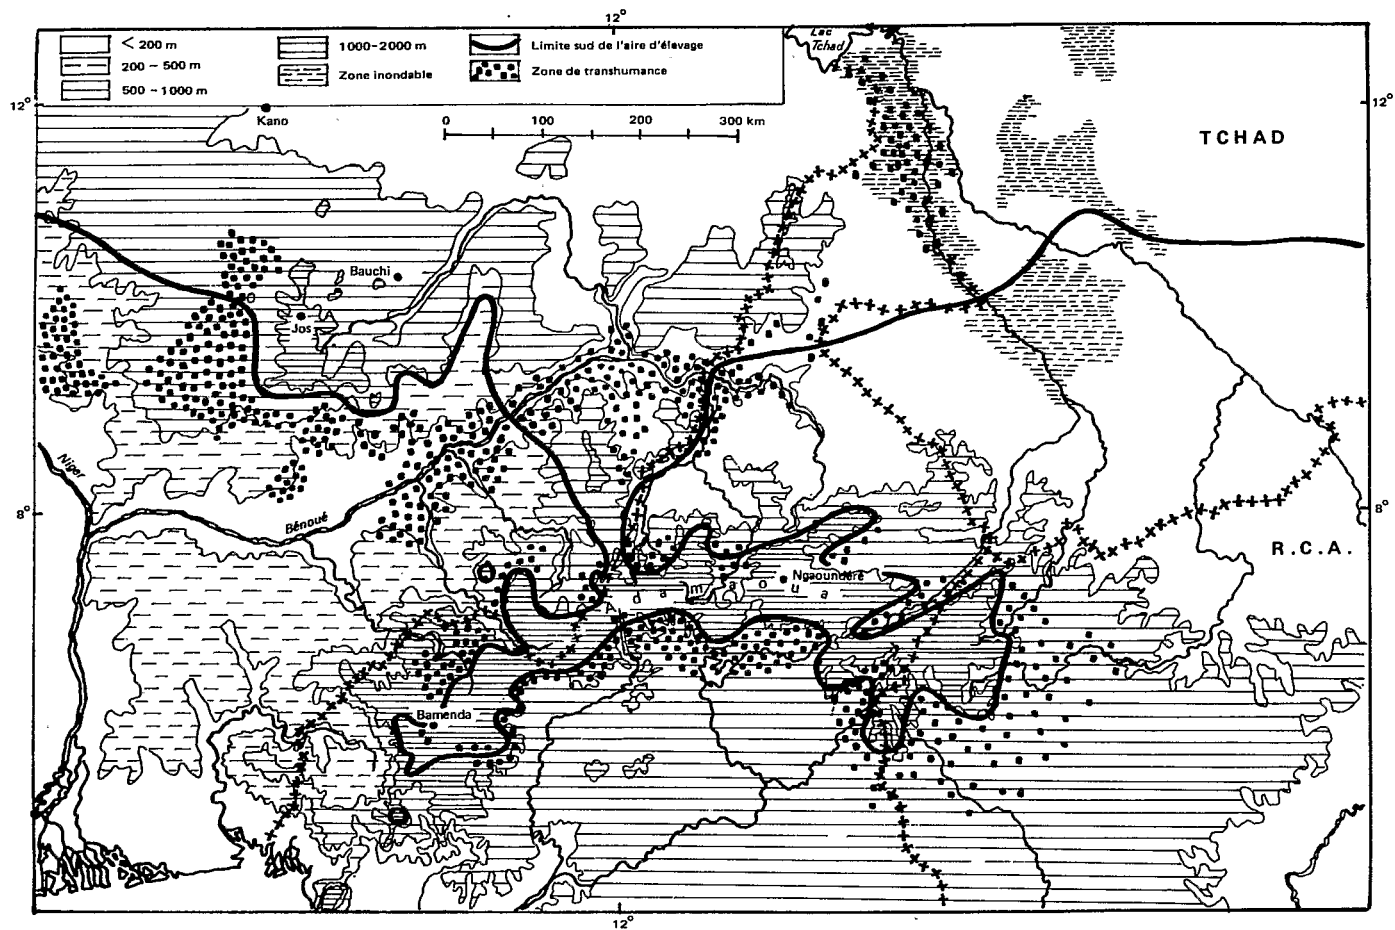 12°
< 200 m
200 – 500 m
500 – 1000 m
1000-2000 m
Zone inondable
Limite sud de l'aire d'élevage
Zone de transhumance
Lac
Tchad
12°
12°
Kano
0 100 200 300 km
TCHAD
Bauchi
Jos
Niger
8°
Bénoué
8°
R.C.A.
Ngaoundéré
A d a m a o u a
Bamenda
12°